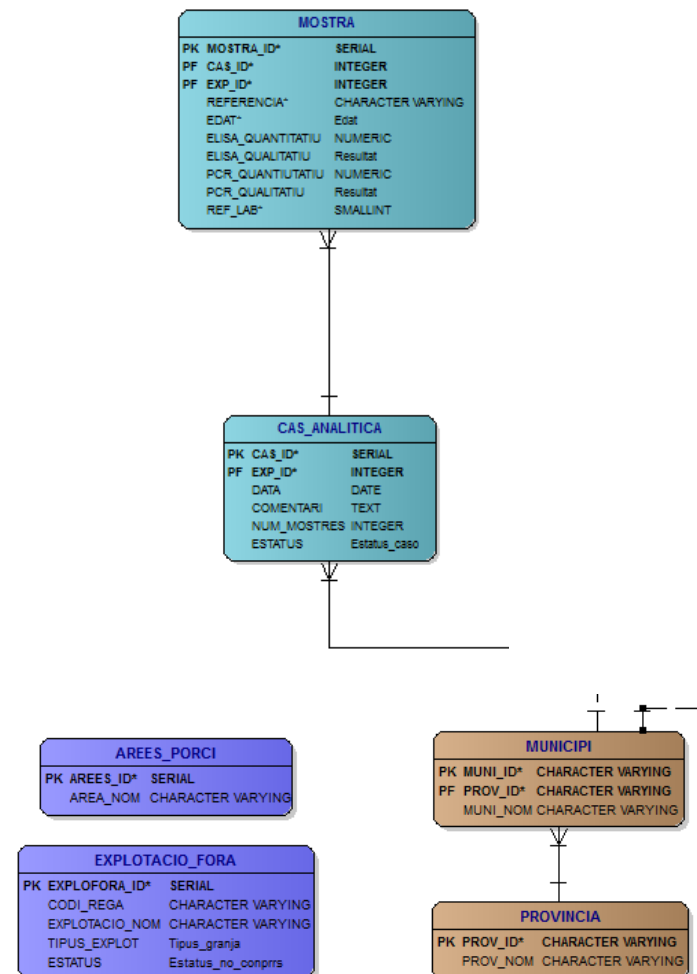 MOSTRA
PK MOSTRA_ID* SERIAL
PF CAS_ID* INTEGER
PF EXP_ID* INTEGER
REFERENCIA* CHARACTER VARYING
EDAT* Edat
ELISA_QUANTITATIU NUMERIC
ELISA_QUALITATIU Resultat
PCR_QUANTIUTATIU NUMERIC
PCR_QUALITATIU Resultat
REF_LAB* SMALLINT
CAS_ANALITICA
PK CAS_ID* SERIAL
PF EXP_ID* INTEGER
DATA DATE
COMENTARI TEXT
NUM_MOSTRES INTEGER
ESTATUS Estatus_caso
AREES_PORCI
PK AREES_ID* SERIAL
AREA_NOM CHARACTER VARYING
MUNICIPI
PK MUNI_ID* CHARACTER VARYING
PF PROV_ID* CHARACTER VARYING
MUNI_NOM CHARACTER VARYING
EXPLOTACIO_FORA
PK EXPLOFORA_ID* SERIAL
CODI_REGA CHARACTER VARYING
EXPLOTACIO_NOM CHARACTER VARYING
TIPUS_EXPLOT Tipus_granja
ESTATUS Estatus_no_conprrs
PROVINCIA
PK PROV_ID* CHARACTER VARYING
PROV_NOM CHARACTER VARYING